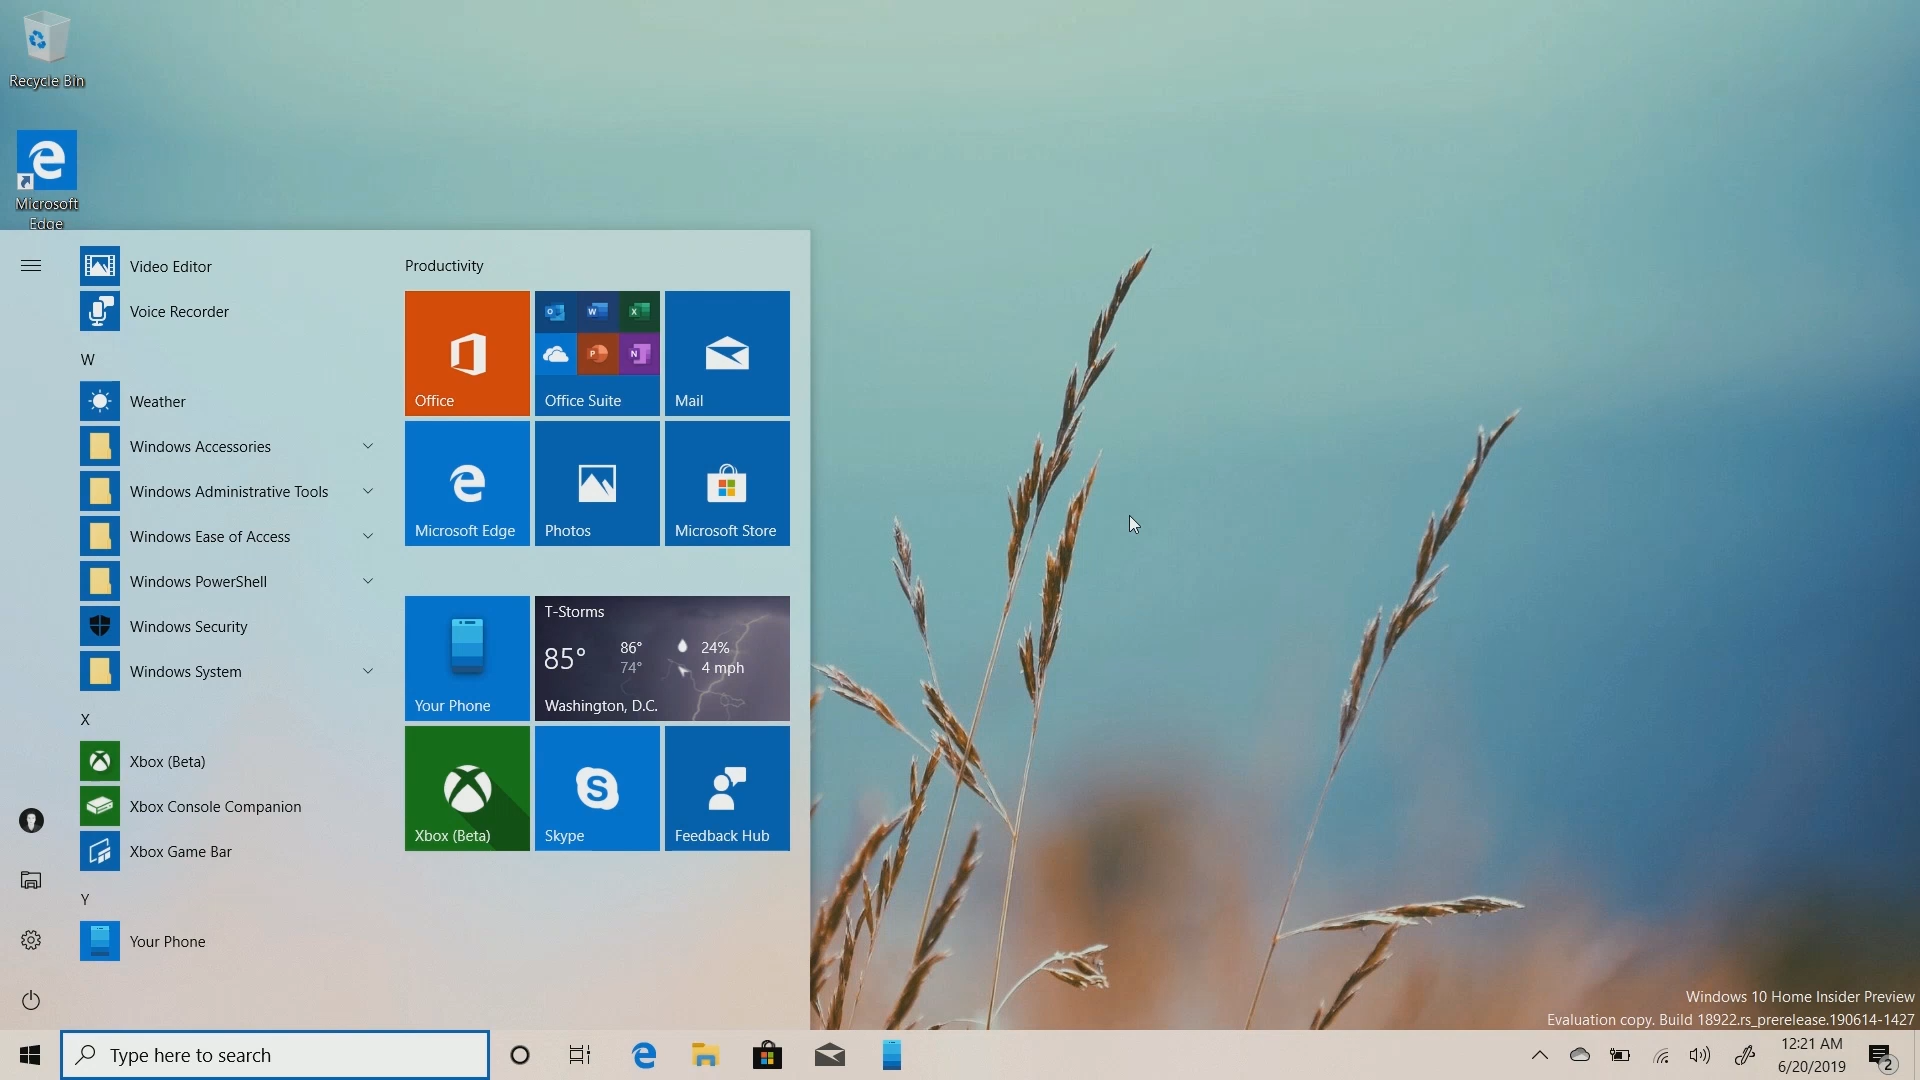 Recycle Bin
Microsoft
Edge
Video Editor
Voice Recorder
W
Weather
Windows Accessories
Windows Administrative Tools
Windows Ease of Access
Windows PowerShell
Windows Security
Windows System
X
Xbox (Beta)
Xbox Console Companion
Xbox Game Bar
Y
Your Phone
Productivity
Office
Office Suite
Mail
Microsoft Edge
Photos
Microsoft Store
Your Phone
T-Storms
85°
86°
74°
24%
4 mph
Washington, D.C.
Xbox (Beta)
Skype
Feedback Hub
Windows 10 Home Insider Preview
Evaluation copy. Build 18922.rs_prerelease.190614-1427
Type here to search
12:21 AM
6/20/2019
2